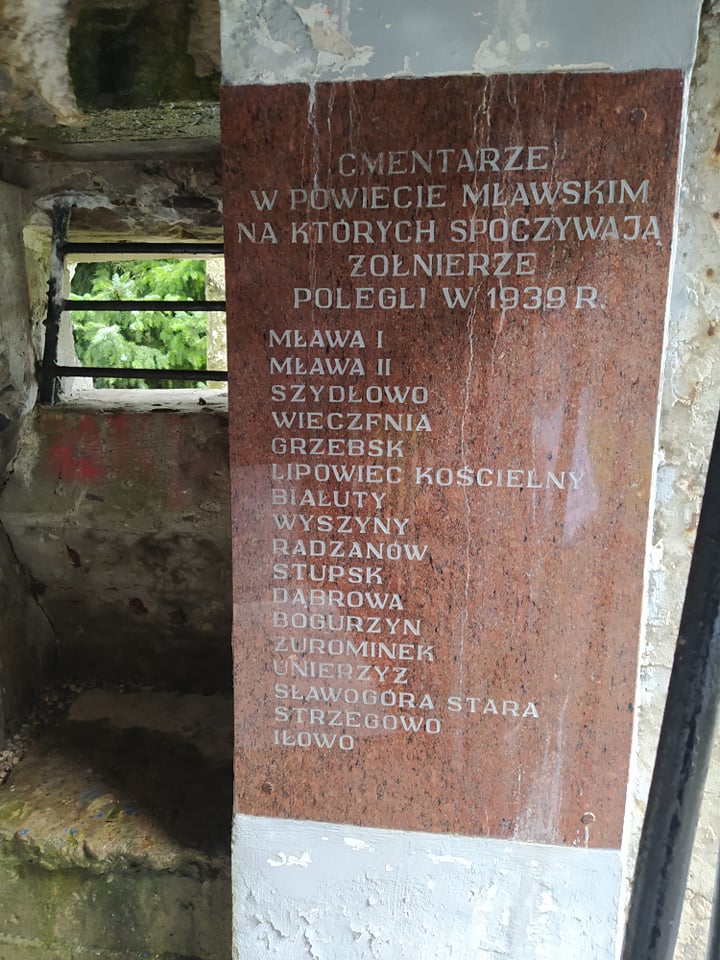 CMENTARZE
W POWIECIE MŁAWSKIM
NA KTÓRYCH SPOCZYWAJĄ
ŻOŁNIERZE
POLEGLI W 1939 R.
MŁAWA I
MŁAWA II
SZYDŁOWO
WIECZFNIA
GRZEBSK
LIPOWIEC KOŚCIELNY
BIAŁUTY
WYSZYNY
RADZANÓW
STUPSK
DĄBROWA
BOGURZYN
ŻUROMINEK
UNIERZYŻ
SŁAWOGÓRA STARA
STRZEGOWO
IŁOWO